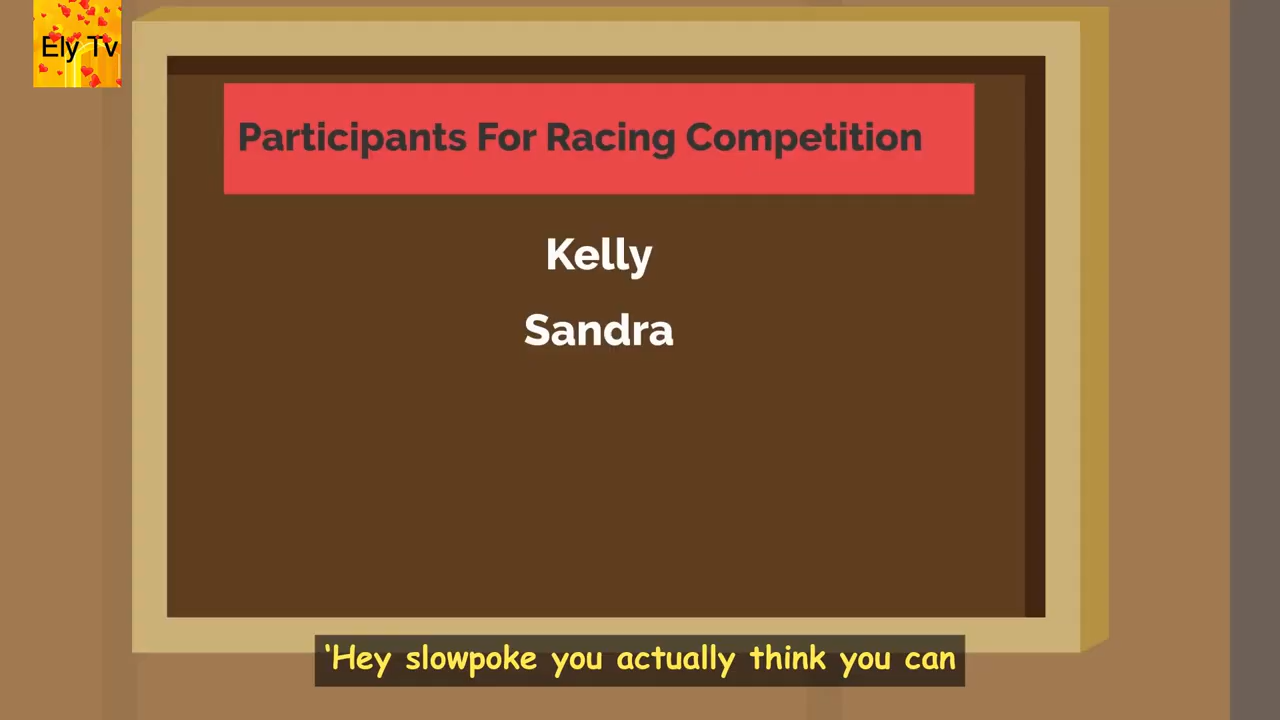 Ely Tv
Participants For Racing Competition
Kelly
Sandra
‘Hey slowpoke you actually think you can